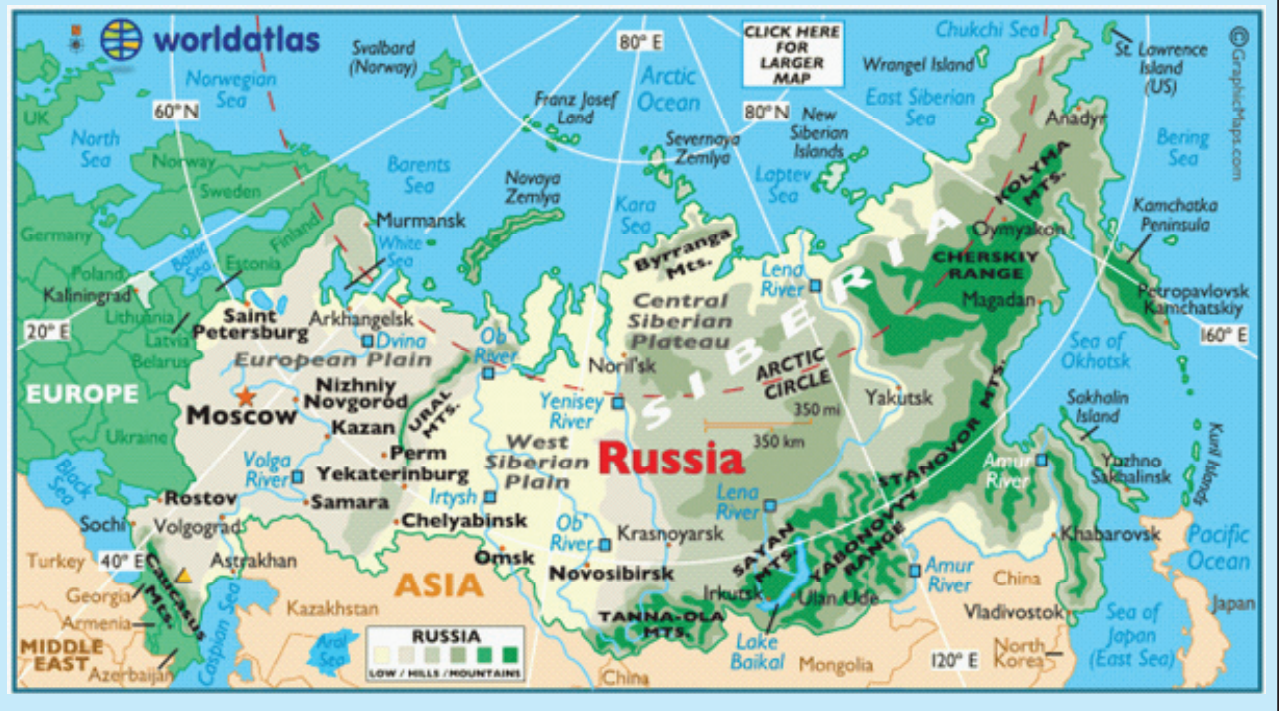 worldatlas
Svalbard
(Norway)
80° E
CLICK HERE
FOR
LARGER
MAP
Chukchi Sea
St. Lawrence
Island
(US)
©GraphicMaps.com
Norwegian
Sea
60° N
Arctic
Ocean
Wrangel Island
East Siberian
Sea
Franz Josef
Land
80° N
New
Siberian
Islands
Anadyr
UK
North
Sea
Norway
Sweden
Finland
Barents
Sea
Severnaya
Zemlya
Laptev
Sea
Bering
Sea
Novaya
Zemlya
Kara
Sea
KOLYMA
MTS.
Kamchatka
Peninsula
Germany
Baltic
Sea
Estonia
Murmansk
White
Sea
Byrranga
Mts.
Oymyakon
CHERSKIY
RANGE
Poland
Kaliningrad
Lithuania
Latvia
Belarus
20° E
Saint
Petersburg
Arkhangelsk
Dvina
European Plain
Ob
River
Central
Siberian
Plateau
Lena
River
SIBERIA
Magadan
Petropavlovsk
Kamchatskiy
160° E
Sea of
Okhotsk
EUROPE
Moscow
Nizhniy
Novgorod
Kazan
URAL
MTS.
Noril'sk
ARCTIC
CIRCLE
350 mi
350 km
Yakutsk
Sakhalin
Island
Yenisey
River
Russia
West
Siberian
Plain
Ukraine
Perm
Yekaterinburg
Volga
River
Samara
Irtysh
Chelyabinsk
Black
Sea
Rostov
Sochi
Volgograd
Astrakhan
Omsk
Ob
River
Novosibirsk
Krasnoyarsk
Lena
River
STANOVOY MTS.
Amur
River
Yuzhno
Sakhalinsk
Kuril Islands
Khabarovsk
Pacific
Ocean
Turkey
40° E
Caucasus
Mts.
Georgia
Armenia
MIDDLE
EAST
Azerbaijan
Caspian Sea
ASIA
Kazakhstan
Aral
Sea
RUSSIA
LOW / HILLS / MOUNTAINS
TANNA-OLA
MTS.
SAYAN
MTS.
YABONOVYY
RANGE
Irkutsk
Ulan Ude
Lake
Baikal
Mongolia
China
Amur
River
China
Vladivostok
120° E
North
Korea
Sea of
Japan
(East Sea)
Japan